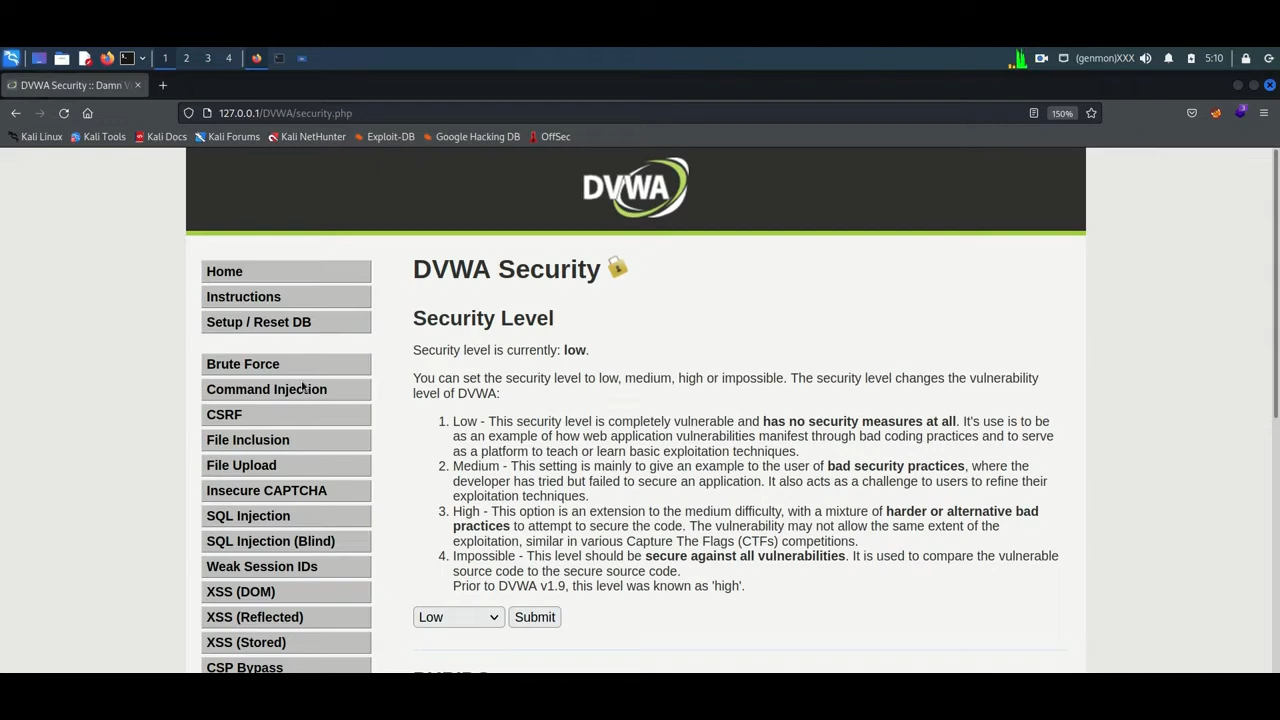 1 2 3 4 (genmon)XXX 5:10
DVWA Security :: Damn V
127.0.0.1/DVWA/security.php 150%
Kali Linux Kali Tools Kali Docs Kali Forums Kali NetHunter Exploit-DB Google Hacking DB OffSec
DVWA
Home
Instructions
Setup / Reset DB
Brute Force
Command Injection
CSRF
File Inclusion
File Upload
Insecure CAPTCHA
SQL Injection
SQL Injection (Blind)
Weak Session IDs
XSS (DOM)
XSS (Reflected)
XSS (Stored)
CSP Bypass
DVWA Security
Security Level
Security level is currently: low.
You can set the security level to low, medium, high or impossible. The security level changes the vulnerability
level of DVWA:
1. Low - This security level is completely vulnerable and has no security measures at all. It's use is to be
as an example of how web application vulnerabilities manifest through bad coding practices and to serve
as a platform to teach or learn basic exploitation techniques.
2. Medium - This setting is mainly to give an example to the user of bad security practices, where the
developer has tried but failed to secure an application. It also acts as a challenge to users to refine their
exploitation techniques.
3. High - This option is an extension to the medium difficulty, with a mixture of harder or alternative bad
practices to attempt to secure the code. The vulnerability may not allow the same extent of the
exploitation, similar in various Capture The Flags (CTFs) competitions.
4. Impossible - This level should be secure against all vulnerabilities. It is used to compare the vulnerable
source code to the secure source code.
Prior to DVWA v1.9, this level was known as 'high'.
Low Submit